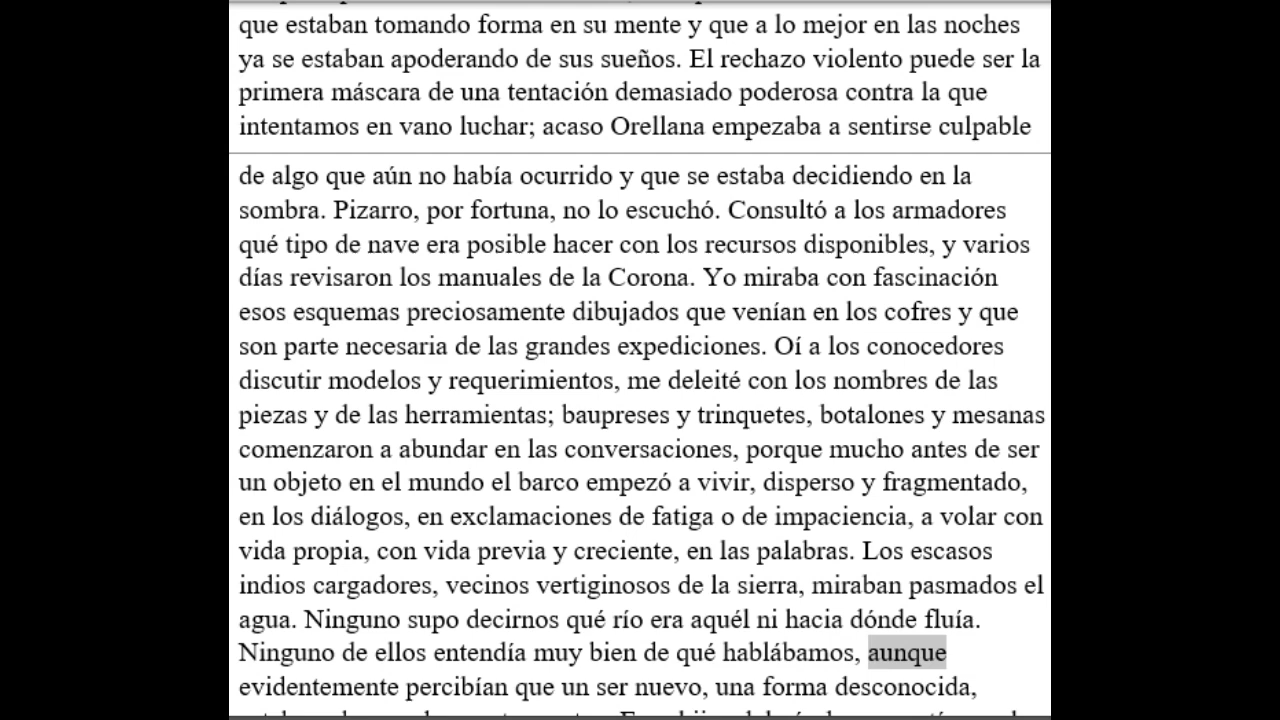 que estaban tomando forma en su mente y que a lo mejor en las noches
ya se estaban apoderando de sus sueños. El rechazo violento puede ser la
primera máscara de una tentación demasiado poderosa contra la que
intentamos en vano luchar; acaso Orellana empezaba a sentirse culpable
de algo que aún no había ocurrido y que se estaba decidiendo en la
sombra. Pizarro, por fortuna, no lo escuchó. Consultó a los armadores
qué tipo de nave era posible hacer con los recursos disponibles, y varios
días revisaron los manuales de la Corona. Yo miraba con fascinación
esos esquemas preciosamente dibujados que venían en los cofres y que
son parte necesaria de las grandes expediciones. Oí a los conocedores
discutir modelos y requerimientos, me deleité con los nombres de las
piezas y de las herramientas; baupreses y trinquetes, botalones y mesanas
comenzaron a abundar en las conversaciones, porque mucho antes de ser
un objeto en el mundo el barco empezó a vivir, disperso y fragmentado,
en los diálogos, en exclamaciones de fatiga o de impaciencia, a volar con
vida propia, con vida previa y creciente, en las palabras. Los escasos
indios cargadores, vecinos vertiginosos de la sierra, miraban pasmados el
agua. Ninguno supo decirnos qué río era aquél ni hacia dónde fluía.
Ninguno de ellos entendía muy bien de qué hablábamos, aunque
evidentemente percibían que un ser nuevo, una forma desconocida,